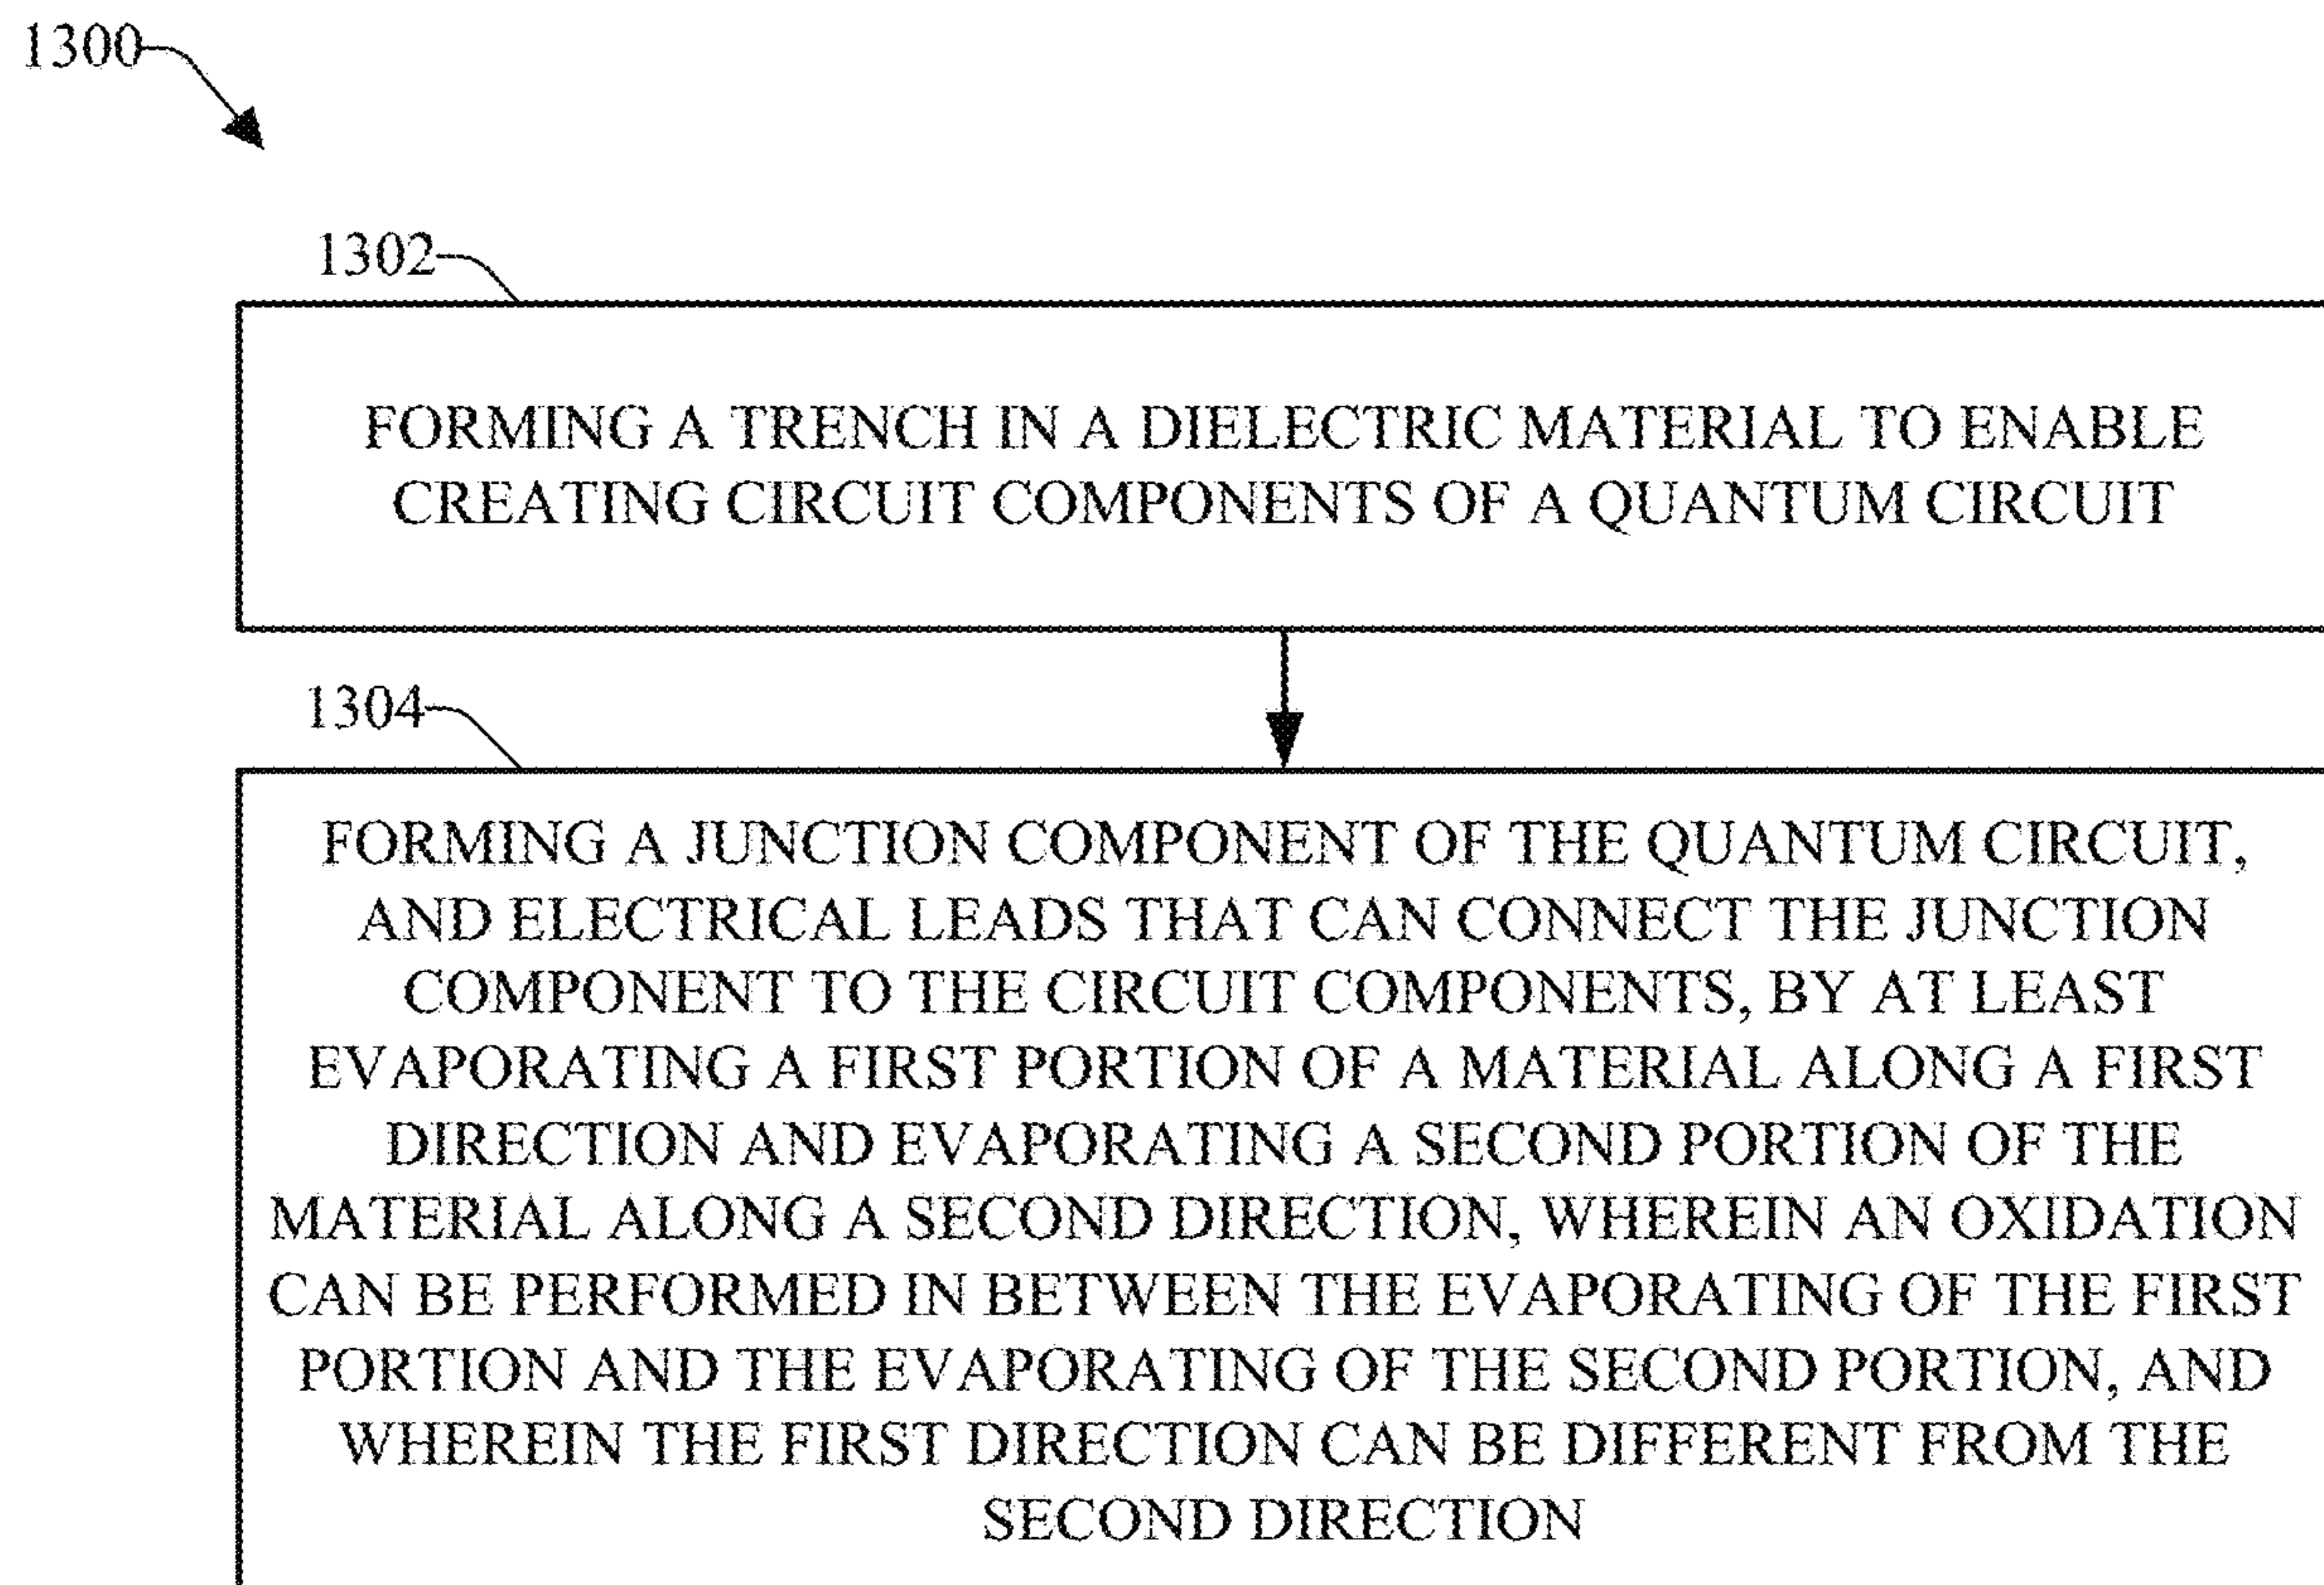 1300
1302
FORMING A TRENCH IN A DIELECTRIC MATERIAL TO ENABLE
CREATING CIRCUIT COMPONENTS OF A QUANTUM CIRCUIT
1304
FORMING A JUNCTION COMPONENT OF THE QUANTUM CIRCUIT,
AND ELECTRICAL LEADS THAT CAN CONNECT THE JUNCTION
COMPONENT TO THE CIRCUIT COMPONENTS, BY AT LEAST
EVAPORATING A FIRST PORTION OF A MATERIAL ALONG A FIRST
DIRECTION AND EVAPORATING A SECOND PORTION OF THE
MATERIAL ALONG A SECOND DIRECTION, WHEREIN AN OXIDATION
CAN BE PERFORMED IN BETWEEN THE EVAPORATING OF THE FIRST
PORTION AND THE EVAPORATING OF THE SECOND PORTION, AND
WHEREIN THE FIRST DIRECTION CAN BE DIFFERENT FROM THE
SECOND DIRECTION